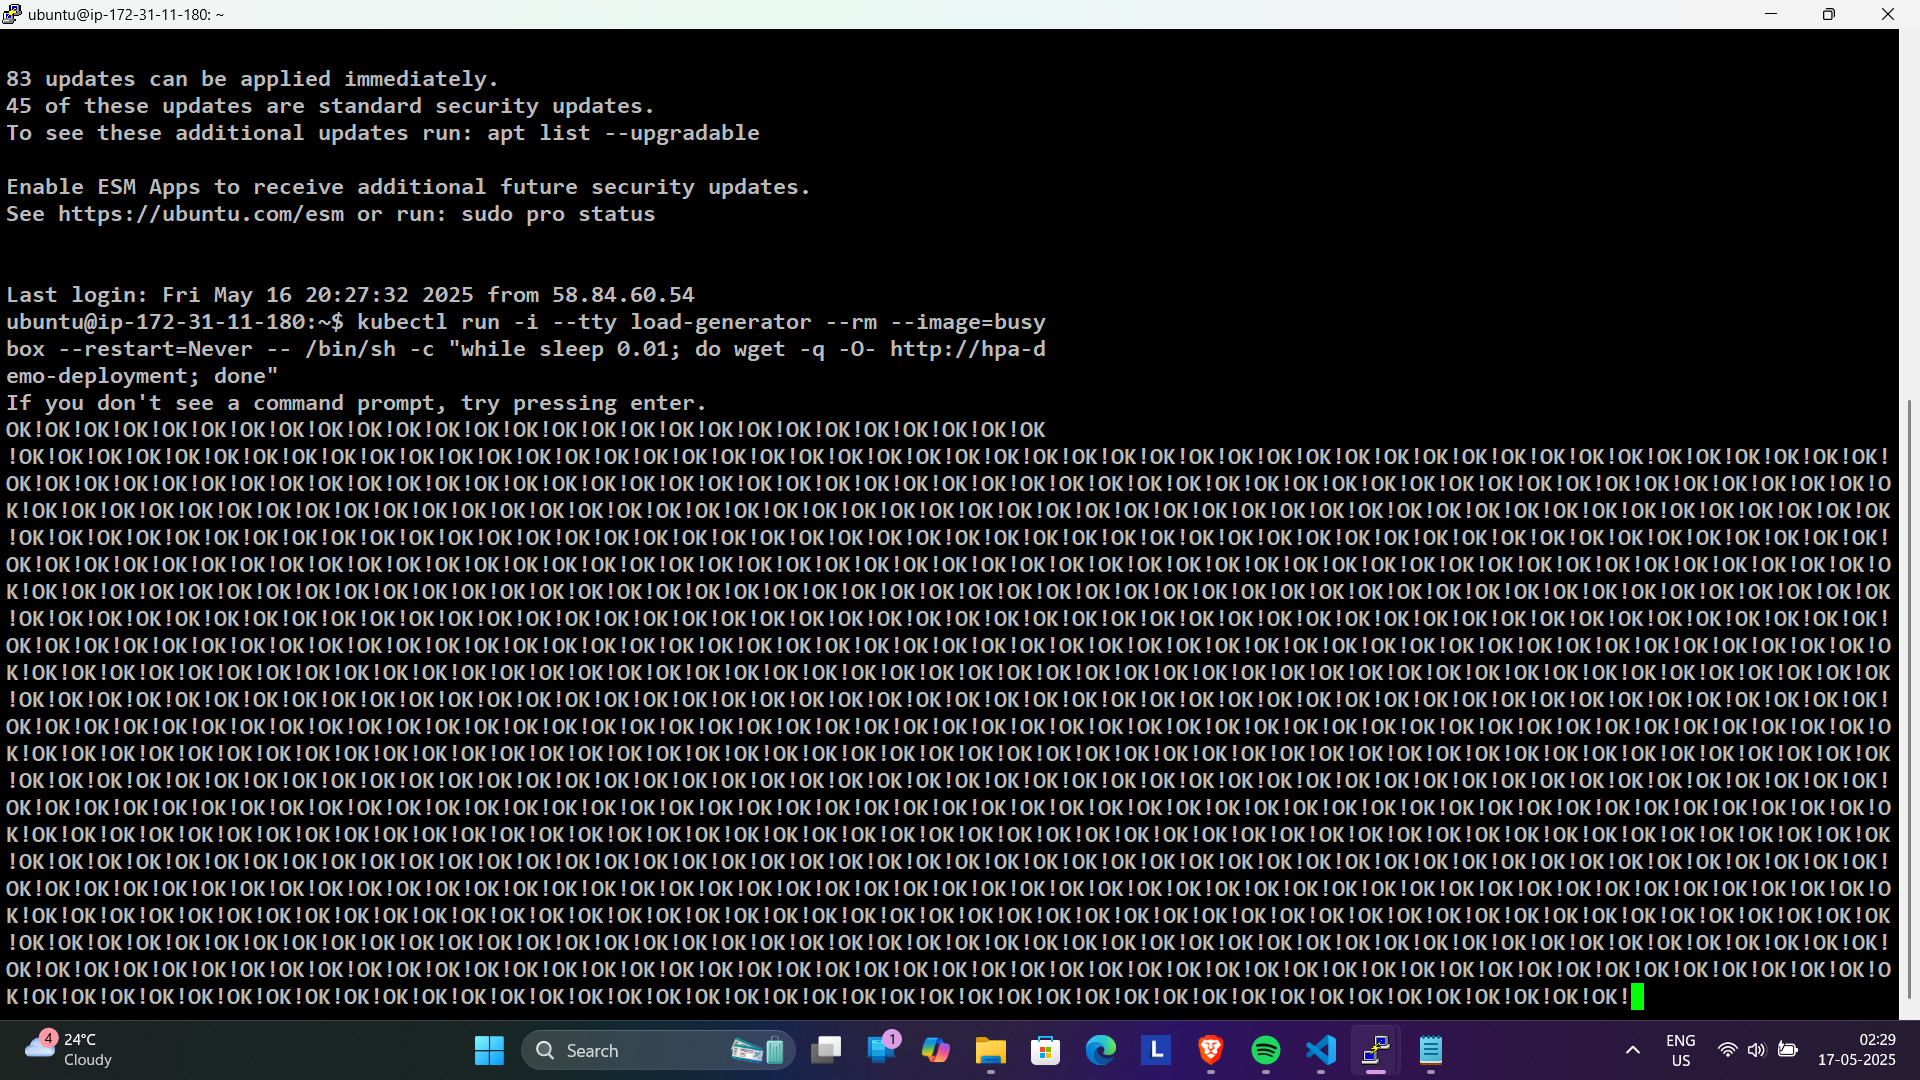 ubuntu@ip-172-31-11-180: ~
83 updates can be applied immediately.
45 of these updates are standard security updates.
To see these additional updates run: apt list --upgradable
Enable ESM Apps to receive additional future security updates.
See https://ubuntu.com/esm or run: sudo pro status
Last login: Fri May 16 20:27:32 2025 from 58.84.60.54
ubuntu@ip-172-31-11-180:~$ kubectl run -i --tty load-generator --rm --image=busy
box --restart=Never -- /bin/sh -c "while sleep 0.01; do wget -q -O- http://hpa-d
emo-deployment; done"
If you don't see a command prompt, try pressing enter.
OK!OK!OK!OK!OK!OK!OK!OK!OK!OK!OK!OK!OK!OK!OK!OK!OK!OK!OK!OK!OK!OK!OK!OK!OK!OK!OK
!OK!OK!OK!OK!OK!OK!OK!OK!OK!OK!OK!OK!OK!OK!OK!OK!OK!OK!OK!OK!OK!OK!OK!OK!OK!OK!OK!OK!OK!OK!OK!OK!OK!OK!OK!OK!OK!OK!OK!OK!OK!OK!OK!OK!OK!OK!OK!OK!
OK!OK!OK!OK!OK!OK!OK!OK!OK!OK!OK!OK!OK!OK!OK!OK!OK!OK!OK!OK!OK!OK!OK!OK!OK!OK!OK!OK!OK!OK!OK!OK!OK!OK!OK!OK!OK!OK!OK!OK!OK!OK!OK!OK!OK!OK!OK!OK!O
K!OK!OK!OK!OK!OK!OK!OK!OK!OK!OK!OK!OK!OK!OK!OK!OK!OK!OK!OK!OK!OK!OK!OK!OK!OK!OK!OK!OK!OK!OK!OK!OK!OK!OK!OK!OK!OK!OK!OK!OK!OK!OK!OK!OK!OK!OK!OK!OK
!OK!OK!OK!OK!OK!OK!OK!OK!OK!OK!OK!OK!OK!OK!OK!OK!OK!OK!OK!OK!OK!OK!OK!OK!OK!OK!OK!OK!OK!OK!OK!OK!OK!OK!OK!OK!OK!OK!OK!OK!OK!OK!OK!OK!OK!OK!OK!OK!
OK!OK!OK!OK!OK!OK!OK!OK!OK!OK!OK!OK!OK!OK!OK!OK!OK!OK!OK!OK!OK!OK!OK!OK!OK!OK!OK!OK!OK!OK!OK!OK!OK!OK!OK!OK!OK!OK!OK!OK!OK!OK!OK!OK!OK!OK!OK!OK!O
K!OK!OK!OK!OK!OK!OK!OK!OK!OK!OK!OK!OK!OK!OK!OK!OK!OK!OK!OK!OK!OK!OK!OK!OK!OK!OK!OK!OK!OK!OK!OK!OK!OK!OK!OK!OK!OK!OK!OK!OK!OK!OK!OK!OK!OK!OK!OK!OK
!OK!OK!OK!OK!OK!OK!OK!OK!OK!OK!OK!OK!OK!OK!OK!OK!OK!OK!OK!OK!OK!OK!OK!OK!OK!OK!OK!OK!OK!OK!OK!OK!OK!OK!OK!OK!OK!OK!OK!OK!OK!OK!OK!OK!OK!OK!OK!OK!
OK!OK!OK!OK!OK!OK!OK!OK!OK!OK!OK!OK!OK!OK!OK!OK!OK!OK!OK!OK!OK!OK!OK!OK!OK!OK!OK!OK!OK!OK!OK!OK!OK!OK!OK!OK!OK!OK!OK!OK!OK!OK!OK!OK!OK!OK!OK!OK!O
K!OK!OK!OK!OK!OK!OK!OK!OK!OK!OK!OK!OK!OK!OK!OK!OK!OK!OK!OK!OK!OK!OK!OK!OK!OK!OK!OK!OK!OK!OK!OK!OK!OK!OK!OK!OK!OK!OK!OK!OK!OK!OK!OK!OK!OK!OK!OK!OK
!OK!OK!OK!OK!OK!OK!OK!OK!OK!OK!OK!OK!OK!OK!OK!OK!OK!OK!OK!OK!OK!OK!OK!OK!OK!OK!OK!OK!OK!OK!OK!OK!OK!OK!OK!OK!OK!OK!OK!OK!OK!OK!OK!OK!OK!OK!OK!OK!
OK!OK!OK!OK!OK!OK!OK!OK!OK!OK!OK!OK!OK!OK!OK!OK!OK!OK!OK!OK!OK!OK!OK!OK!OK!OK!OK!OK!OK!OK!OK!OK!OK!OK!OK!OK!OK!OK!OK!OK!OK!OK!OK!OK!OK!OK!OK!OK!O
K!OK!OK!OK!OK!OK!OK!OK!OK!OK!OK!OK!OK!OK!OK!OK!OK!OK!OK!OK!OK!OK!OK!OK!OK!OK!OK!OK!OK!OK!OK!OK!OK!OK!OK!OK!OK!OK!OK!OK!OK!OK!OK!OK!OK!OK!OK!OK!OK
!OK!OK!OK!OK!OK!OK!OK!OK!OK!OK!OK!OK!OK!OK!OK!OK!OK!OK!OK!OK!OK!OK!OK!OK!OK!OK!OK!OK!OK!OK!OK!OK!OK!OK!OK!OK!OK!OK!OK!OK!OK!OK!OK!OK!OK!OK!OK!OK!
OK!OK!OK!OK!OK!OK!OK!OK!OK!OK!OK!OK!OK!OK!OK!OK!OK!OK!OK!OK!OK!OK!OK!OK!OK!OK!OK!OK!OK!OK!OK!OK!OK!OK!OK!OK!OK!OK!OK!OK!OK!OK!OK!OK!OK!OK!OK!OK!O
K!OK!OK!OK!OK!OK!OK!OK!OK!OK!OK!OK!OK!OK!OK!OK!OK!OK!OK!OK!OK!OK!OK!OK!OK!OK!OK!OK!OK!OK!OK!OK!OK!OK!OK!OK!OK!OK!OK!OK!OK!OK!OK!OK!OK!OK!OK!OK!OK
!OK!OK!OK!OK!OK!OK!OK!OK!OK!OK!OK!OK!OK!OK!OK!OK!OK!OK!OK!OK!OK!OK!OK!OK!OK!OK!OK!OK!OK!OK!OK!OK!OK!OK!OK!OK!OK!OK!OK!OK!OK!OK!OK!OK!OK!OK!OK!OK!
OK!OK!OK!OK!OK!OK!OK!OK!OK!OK!OK!OK!OK!OK!OK!OK!OK!OK!OK!OK!OK!OK!OK!OK!OK!OK!OK!OK!OK!OK!OK!OK!OK!OK!OK!OK!OK!OK!OK!OK!OK!OK!OK!OK!OK!OK!OK!OK!O
K!OK!OK!OK!OK!OK!OK!OK!OK!OK!OK!OK!OK!OK!OK!OK!OK!OK!OK!OK!OK!OK!OK!OK!OK!OK!OK!OK!OK!OK!OK!OK!OK!OK!OK!OK!OK!OK!OK!OK!OK!OK!OK!OK!OK!OK!OK!OK!OK
!OK!OK!OK!OK!OK!OK!OK!OK!OK!OK!OK!OK!OK!OK!OK!OK!OK!OK!OK!OK!OK!OK!OK!OK!OK!OK!OK!OK!OK!OK!OK!OK!OK!OK!OK!OK!OK!OK!OK!OK!OK!OK!OK!OK!OK!OK!OK!OK!
OK!OK!OK!OK!OK!OK!OK!OK!OK!OK!OK!OK!OK!OK!OK!OK!OK!OK!OK!OK!OK!OK!OK!OK!OK!OK!OK!OK!OK!OK!OK!OK!OK!OK!OK!OK!OK!OK!OK!OK!OK!OK!OK!OK!OK!OK!OK!OK!O
K!OK!OK!OK!OK!OK!OK!OK!OK!OK!OK!OK!OK!OK!OK!OK!OK!OK!OK!OK!OK!OK!OK!OK!OK!OK!OK!OK!OK!OK!OK!OK!OK!OK!OK!OK!OK!OK!OK!OK!OK!OK!
4
24°C
Cloudy
Search
1
L
ENG
US
02:29
17-05-2025